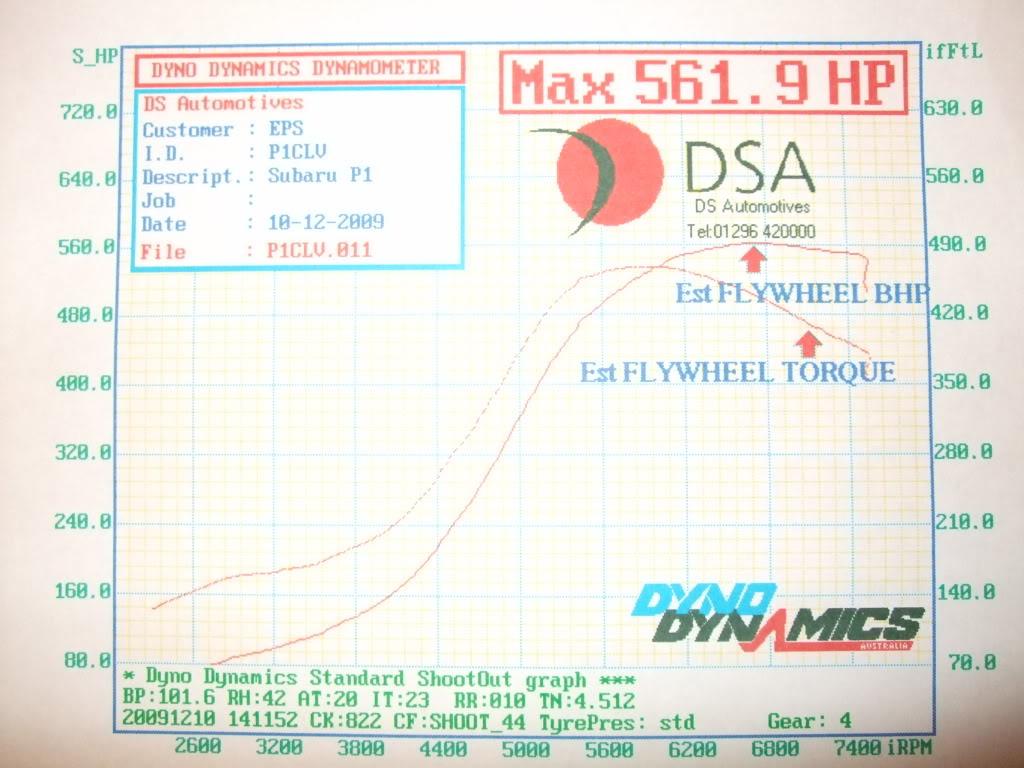 S_HP
ifFtL
DYNO DYNAMICS DYNAMOMETER
Max 561.9 HP
DS Automotives
Customer : EPS
I.D. : P1CLV
Descript.: Subaru P1
Job :
Date : 10-12-2009
File : P1CLV.011
DSA
DS Automotives
Tel:01296 420000
Est FLYWHEEL BHP
Est FLYWHEEL TORQUE
720.0
640.0
560.0
480.0
400.0
320.0
240.0
160.0
80.0
630.0
560.0
490.0
420.0
350.0
280.0
210.0
140.0
70.0
DYNO
DYNAMICS
AUSTRALIA
* Dyno Dynamics Standard ShootOut graph ***
BP:101.6 RH:42 AT:20 IT:23 RR:010 TN:4.512
20091210 141152 CK:822 CF:SHOOT_44 TyrePres: std Gear: 4
2600 3200 3800 4400 5000 5600 6200 6800 7400 iRPM